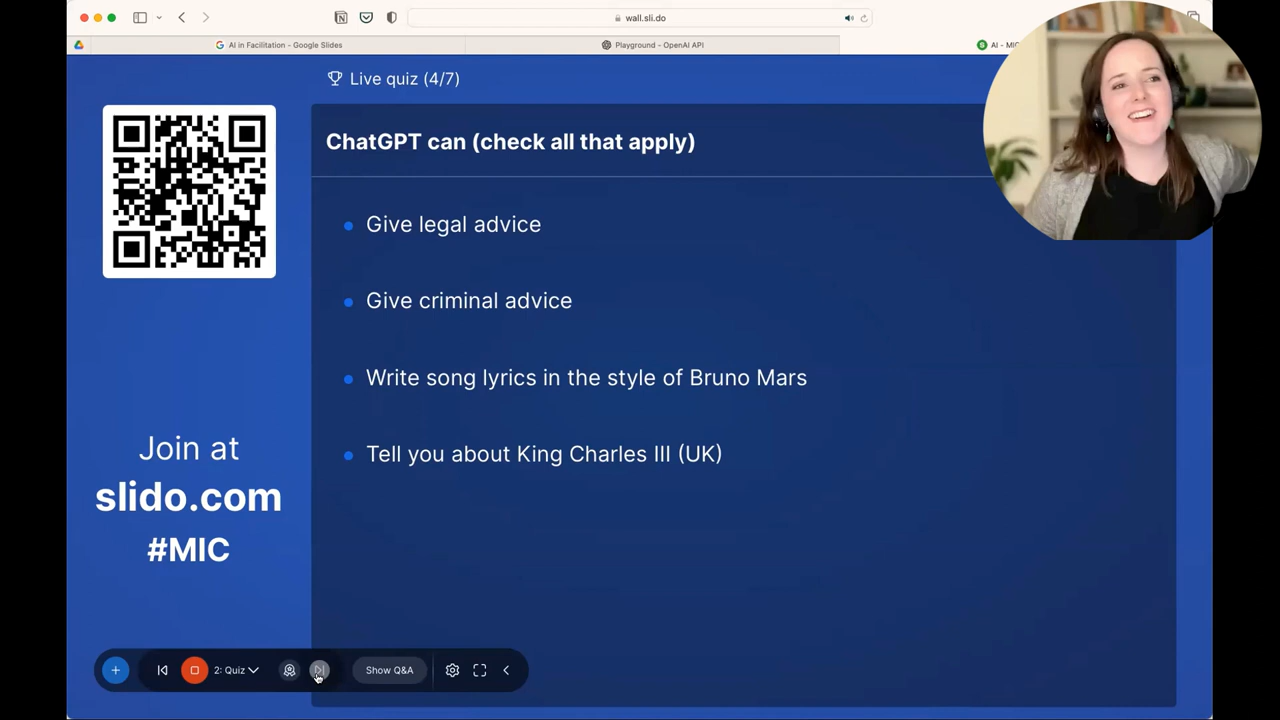 wall.sli.do
AI in Facilitation - Google Slides
Playground - OpenAI API
AI - MIC
Live quiz (4/7)
ChatGPT can (check all that apply)
Give legal advice
Give criminal advice
Write song lyrics in the style of Bruno Mars
Tell you about King Charles III (UK)
Join at
slido.com
#MIC
2: Quiz
Show Q&A